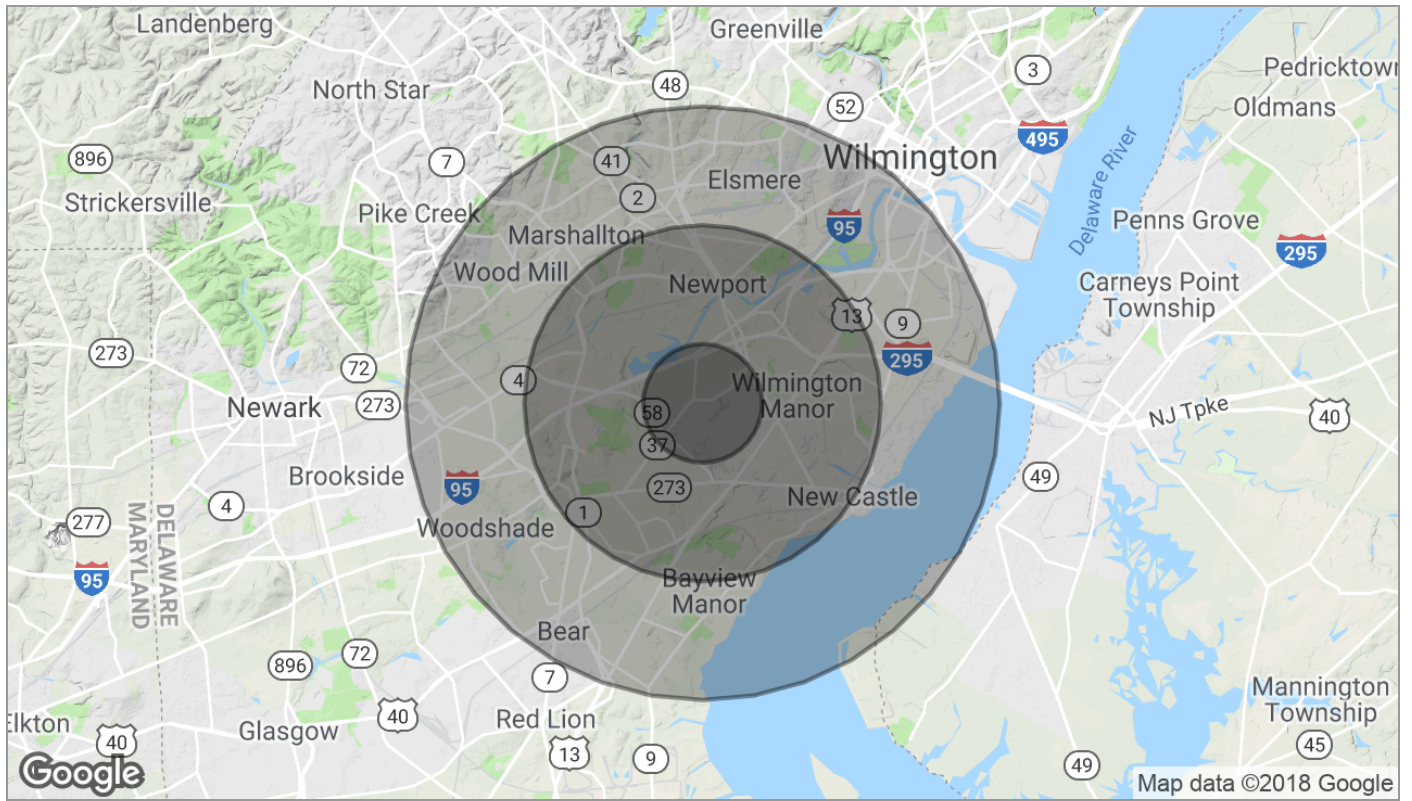 Landenberg
Greenville
3
Pedricktown
North Star
48
52
Oldmans
495
896
7
41
Wilmington
2
Elsmere
Strickersville
Pike Creek
Delaware River
Penns Grove
95
Marshallton
295
Wood Mill
Newport
Carneys Point
Township
13
9
273
72
4
295
Newark
273
58
Wilmington
Manor
NJ Tpke
40
37
Brookside
95
273
49
4
1
New Castle
277
Woodshade
DELAWARE
MARYLAND
95
Bayview
Manor
Bear
896
72
7
Mannington
Township
Elkton
40
Glasgow
40
Red Lion
13
9
49
45
Google
Map data ©2018 Google